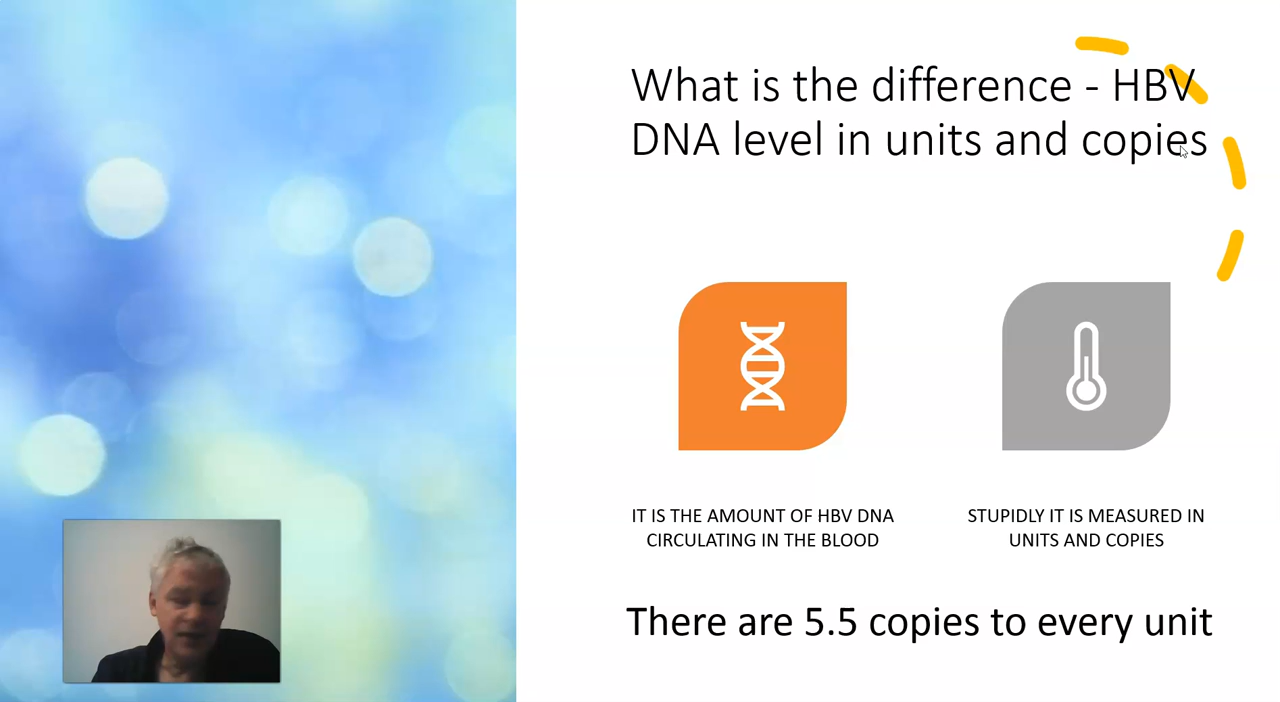 What is the difference - HBV
DNA level in units and copies
IT IS THE AMOUNT OF HBV DNA
CIRCULATING IN THE BLOOD
STUPIDLY IT IS MEASURED IN
UNITS AND COPIES
There are 5.5 copies to every unit